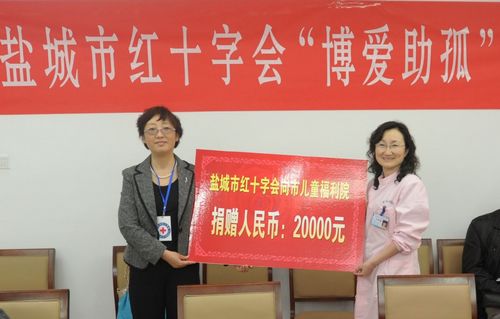 盐城市红十字会“博爱助孤”
盐城市红十字会向市儿童福利院
捐赠人民币：20000元